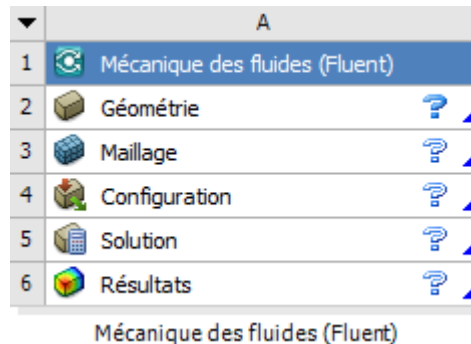 A
1 Mécanique des fluides (Fluent)
2 Géométrie ?
3 Maillage ?
4 Configuration ?
5 Solution ?
6 Résultats ?
Mécanique des fluides (Fluent)